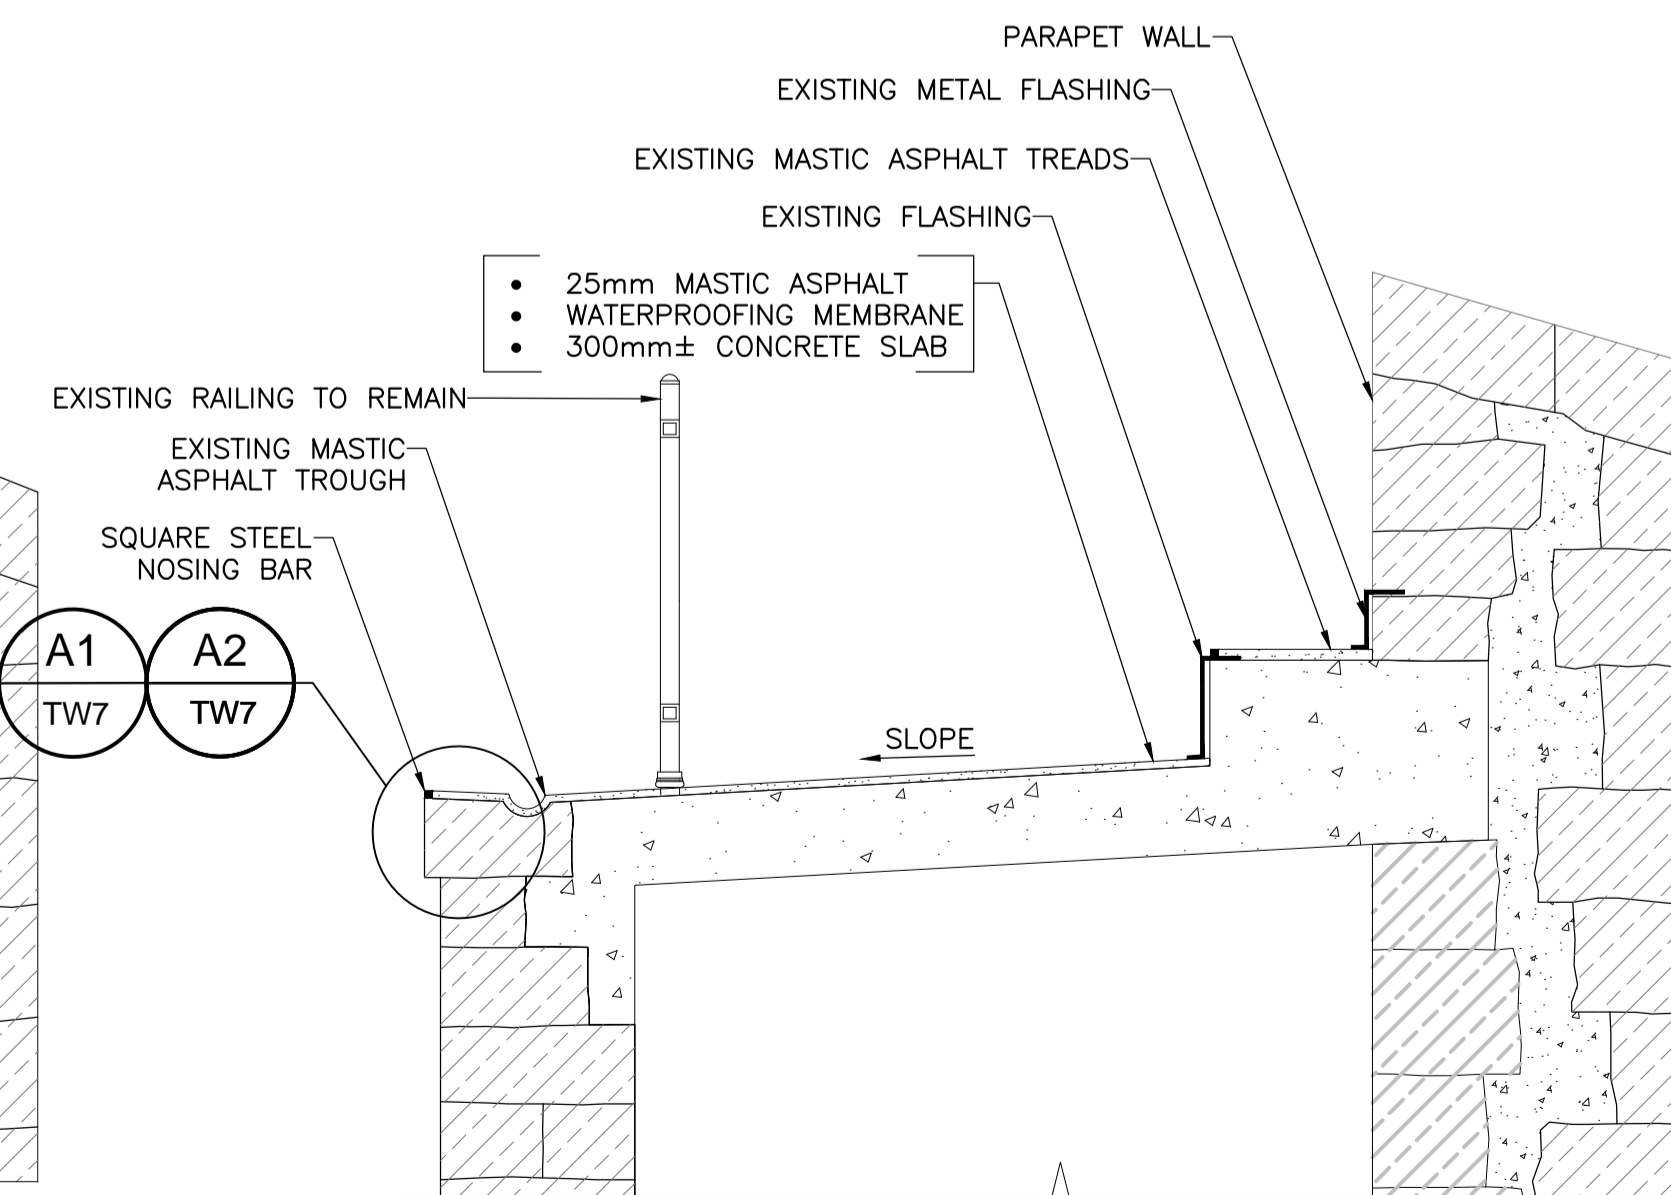 PARAPET WALL
EXISTING METAL FLASHING
EXISTING MASTIC ASPHALT TREADS
EXISTING FLASHING
• 25mm MASTIC ASPHALT
• WATERPROOFING MEMBRANE
• 300mm± CONCRETE SLAB
EXISTING RAILING TO REMAIN
EXISTING MASTIC
ASPHALT TROUGH
SQUARE STEEL
NOSING BAR
A1
TW7
A2
TW7
SLOPE